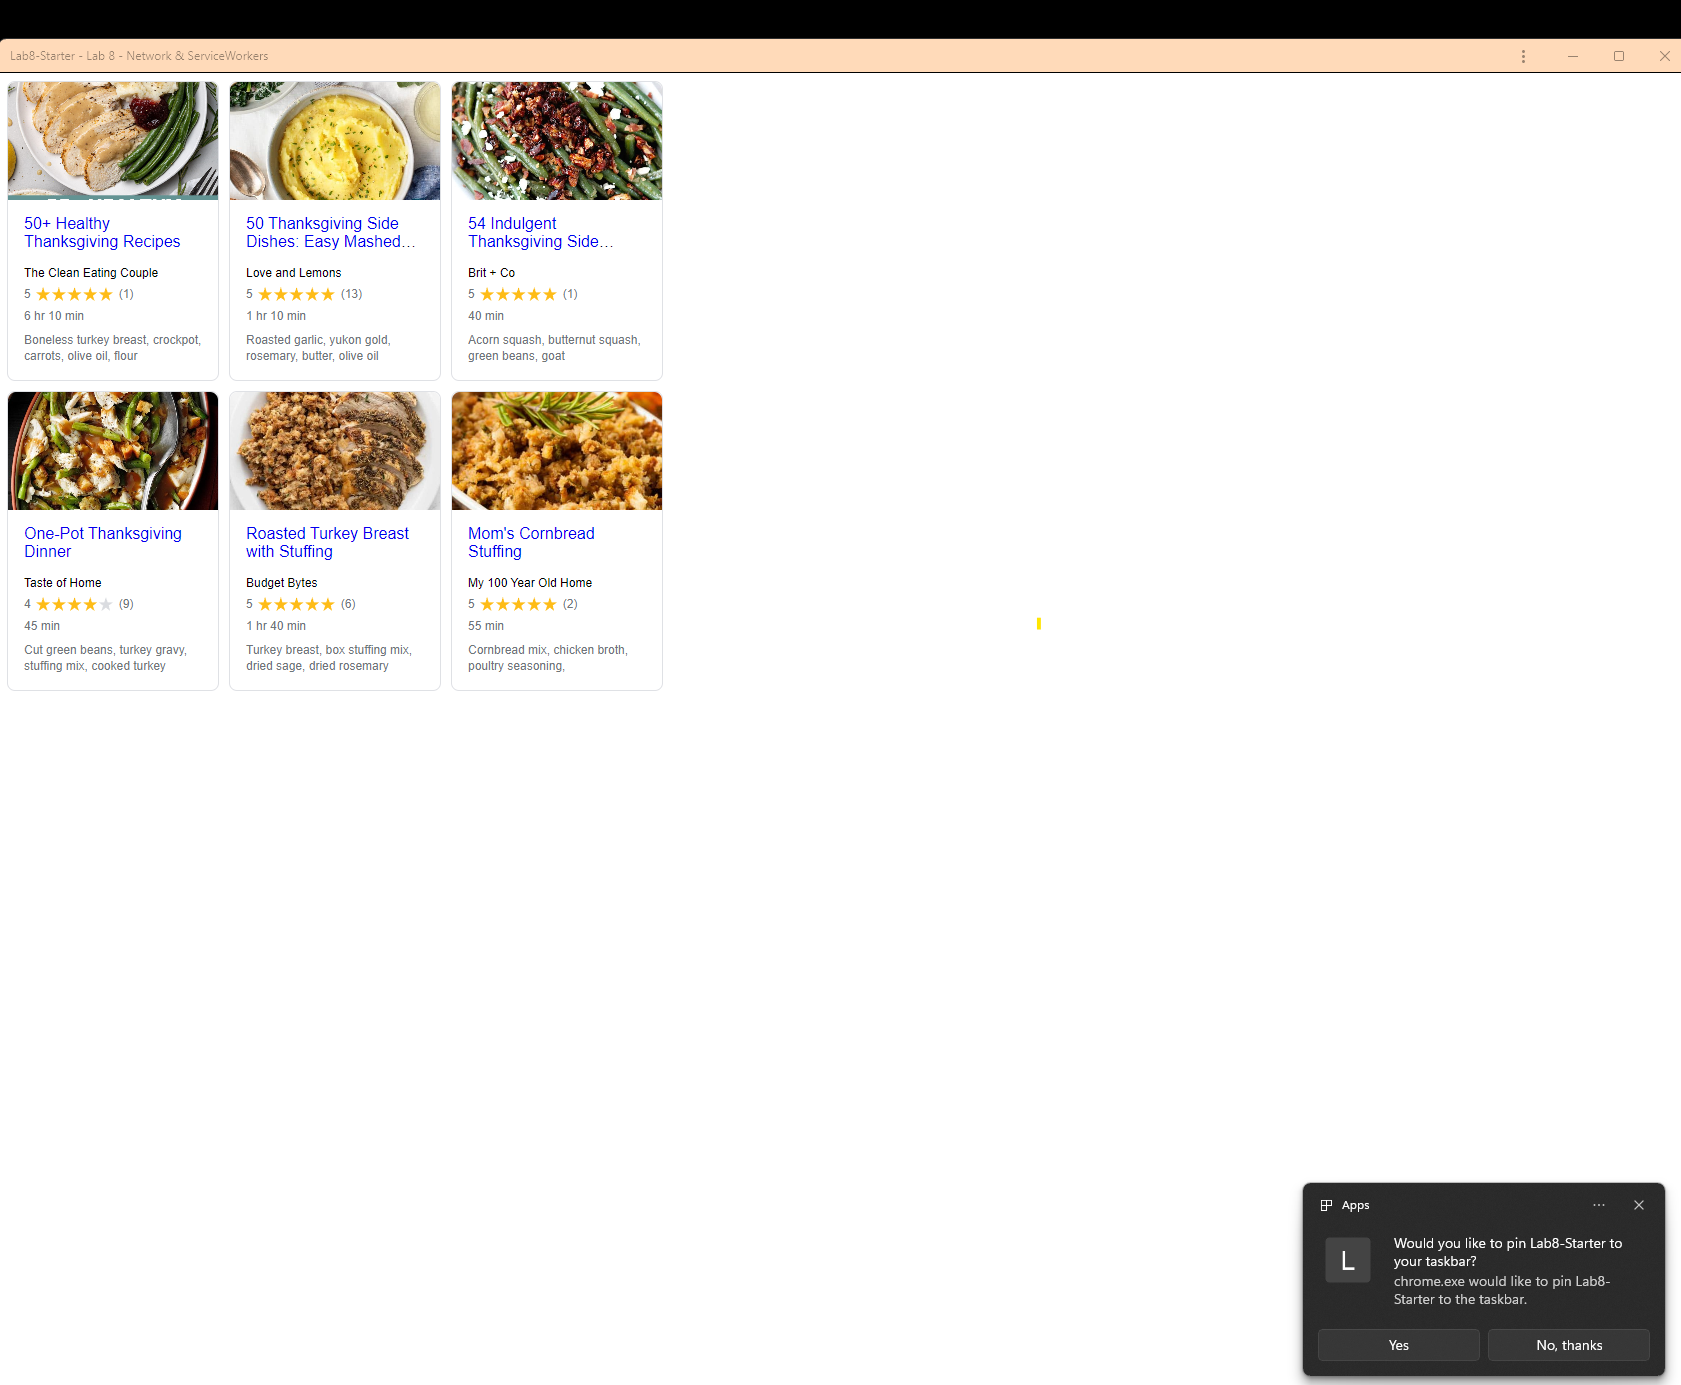 Lab8-Starter - Lab 8 - Network & ServiceWorkers
50+ Healthy
Thanksgiving Recipes
The Clean Eating Couple
5 ★★★★★ (1)
6 hr 10 min
Boneless turkey breast, crockpot,
carrots, olive oil, flour
50 Thanksgiving Side
Dishes: Easy Mashed…
Love and Lemons
5 ★★★★★ (13)
1 hr 10 min
Roasted garlic, yukon gold,
rosemary, butter, olive oil
54 Indulgent
Thanksgiving Side…
Brit + Co
5 ★★★★★ (1)
40 min
Acorn squash, butternut squash,
green beans, goat
One-Pot Thanksgiving
Dinner
Taste of Home
4 ★★★★★ (9)
45 min
Cut green beans, turkey gravy,
stuffing mix, cooked turkey
Roasted Turkey Breast
with Stuffing
Budget Bytes
5 ★★★★★ (6)
1 hr 40 min
Turkey breast, box stuffing mix,
dried sage, dried rosemary
Mom's Cornbread
Stuffing
My 100 Year Old Home
5 ★★★★★ (2)
55 min
Cornbread mix, chicken broth,
poultry seasoning,
Apps
L
Would you like to pin Lab8-Starter to
your taskbar?
chrome.exe would like to pin Lab8-
Starter to the taskbar.
Yes
No, thanks